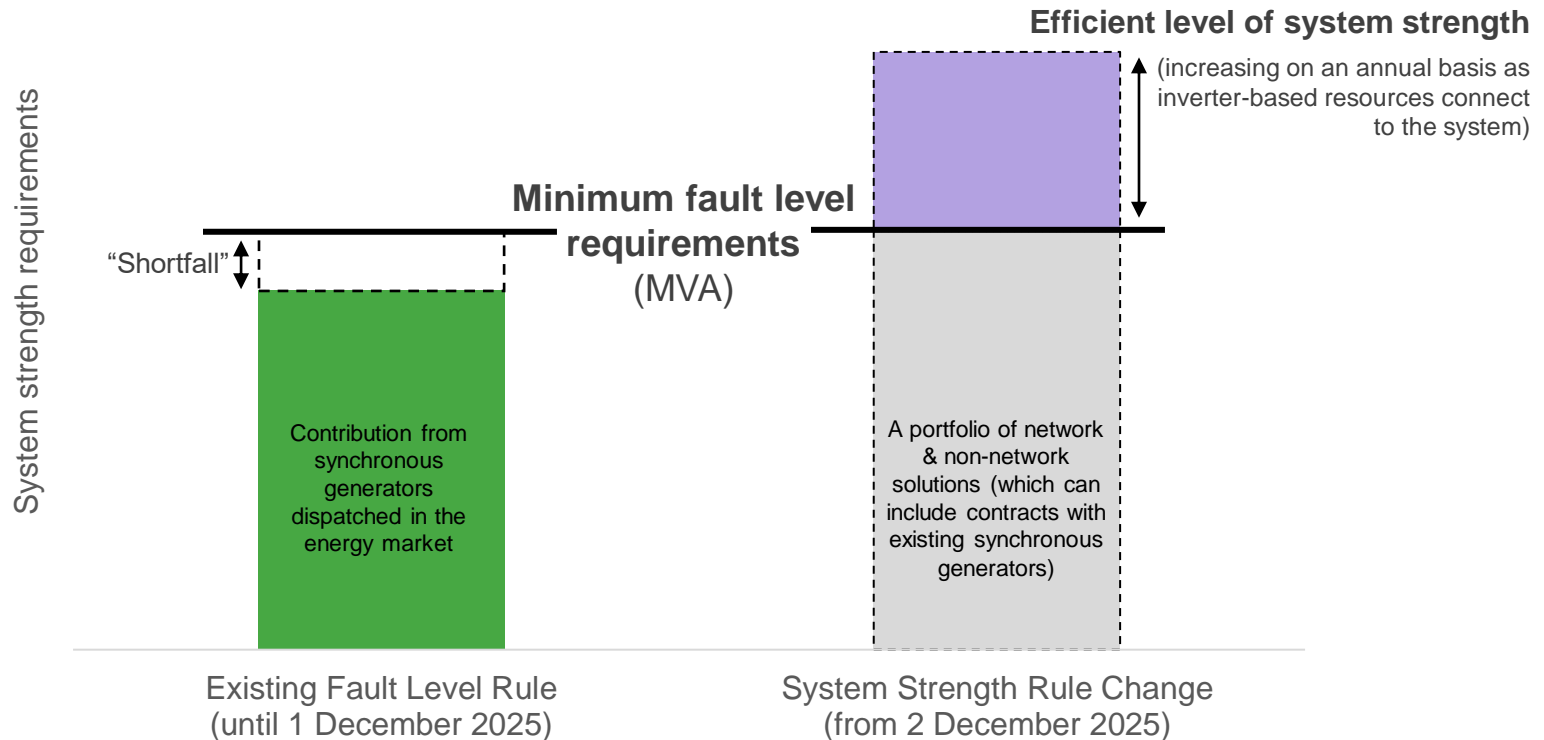 Efficient level of system strength
(increasing on an annual basis as
inverter-based resources connect
to the system)
System strength requirements
Minimum fault level
requirements
(MVA)
“Shortfall”
Contribution from
synchronous
generators
dispatched in the
energy market
A portfolio of network
& non-network
solutions (which can
include contracts with
existing synchronous
generators)
Existing Fault Level Rule
(until 1 December 2025)
System Strength Rule Change
(from 2 December 2025)